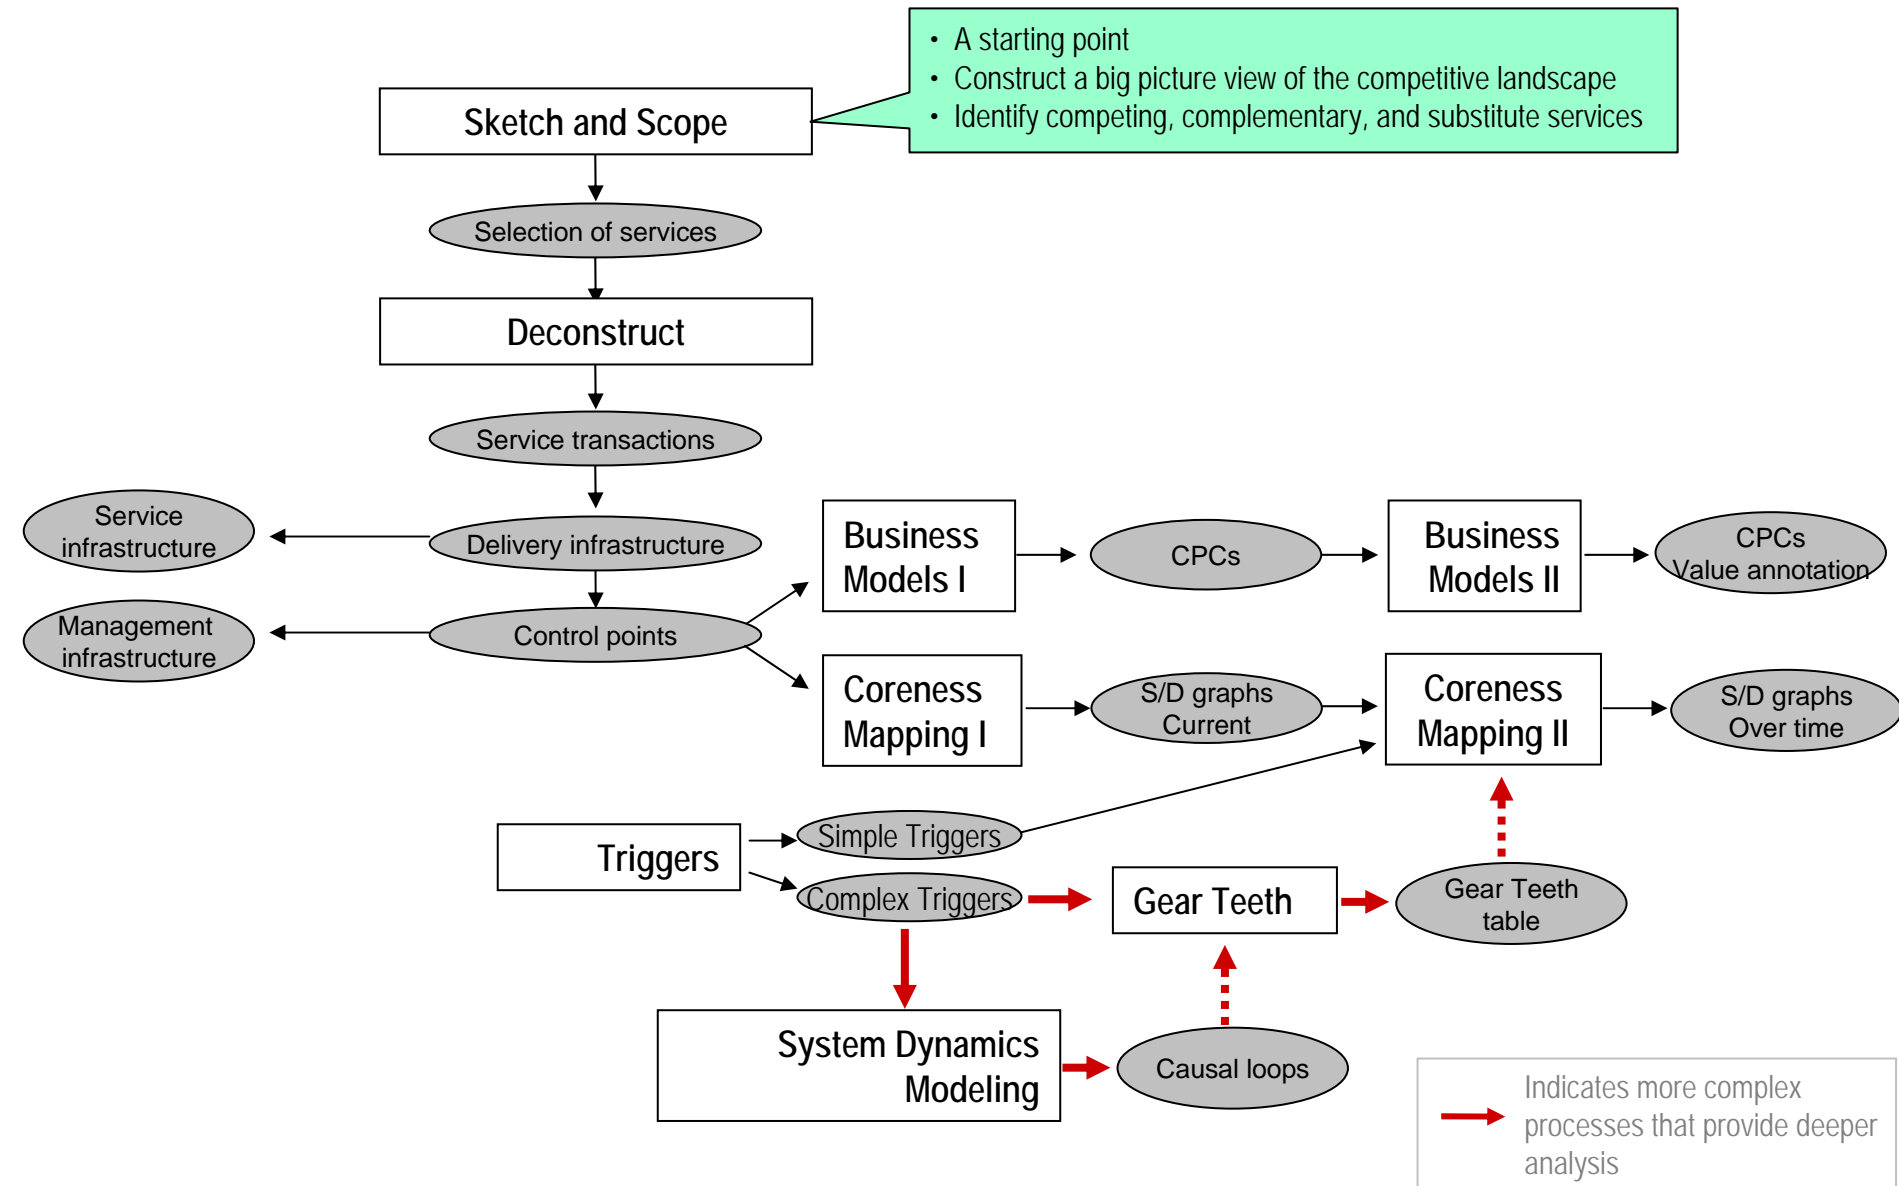 • A starting point
• Construct a big picture view of the competitive landscape
• Identify competing, complementary, and substitute services
Sketch and Scope
Selection of services
Deconstruct
Service transactions
Service
infrastructure
Delivery infrastructure
Business
Models I
CPCs
Business
Models II
CPCs
Value annotation
Management
infrastructure
Control points
Coreness
Mapping I
S/D graphs
Current
Coreness
Mapping II
S/D graphs
Over time
Triggers
Simple Triggers
Complex Triggers
Gear Teeth
Gear Teeth
table
System Dynamics
Modeling
Causal loops
Indicates more complex
processes that provide deeper
analysis